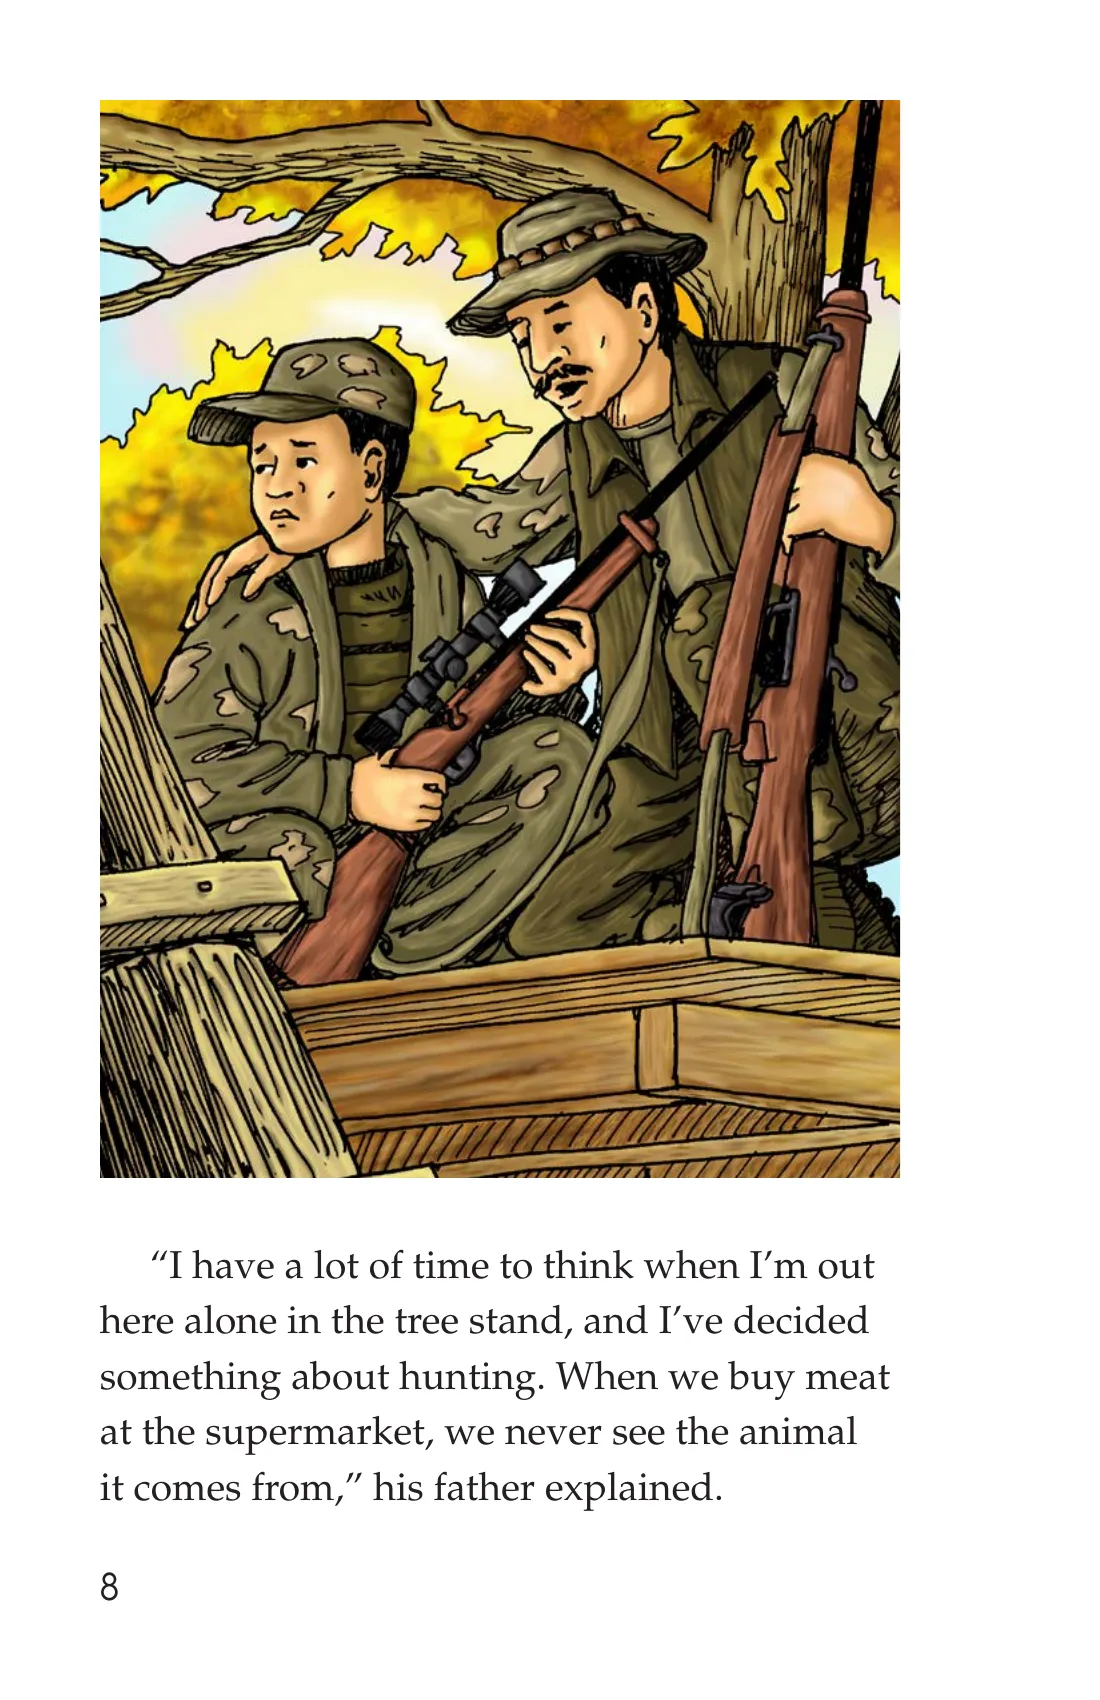 “I have a lot of time to think when I’m out
here alone in the tree stand, and I’ve decided
something about hunting. When we buy meat
at the supermarket, we never see the animal
it comes from,” his father explained.
8